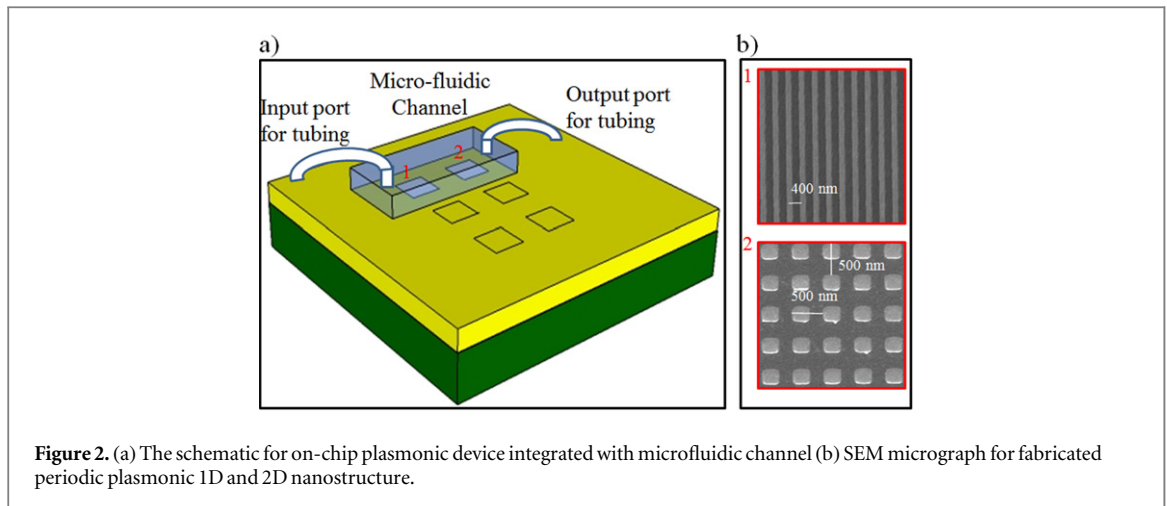 a)
Micro-fluidic
Channel
Input port
for tubing
Output port
for tubing
1
2
b)
1
400 nm
2
500 nm
500 nm
Figure 2. (a) The schematic for on-chip plasmonic device integrated with microfluidic channel (b) SEM micrograph for fabricated
periodic plasmonic 1D and 2D nanostructure.